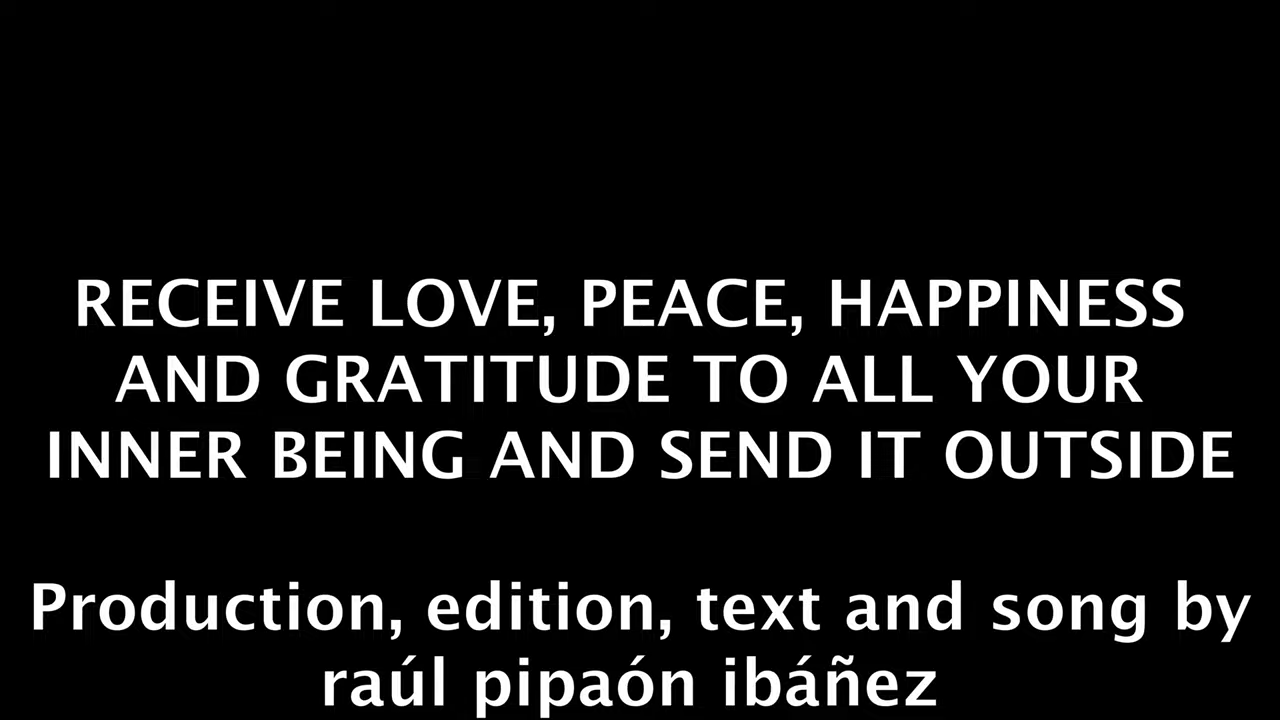 RECEIVE LOVE, PEACE, HAPPINESS
AND GRATITUDE TO ALL YOUR
INNER BEING AND SEND IT OUTSIDE
Production, edition, text and song by
raúl pipaón ibáñez